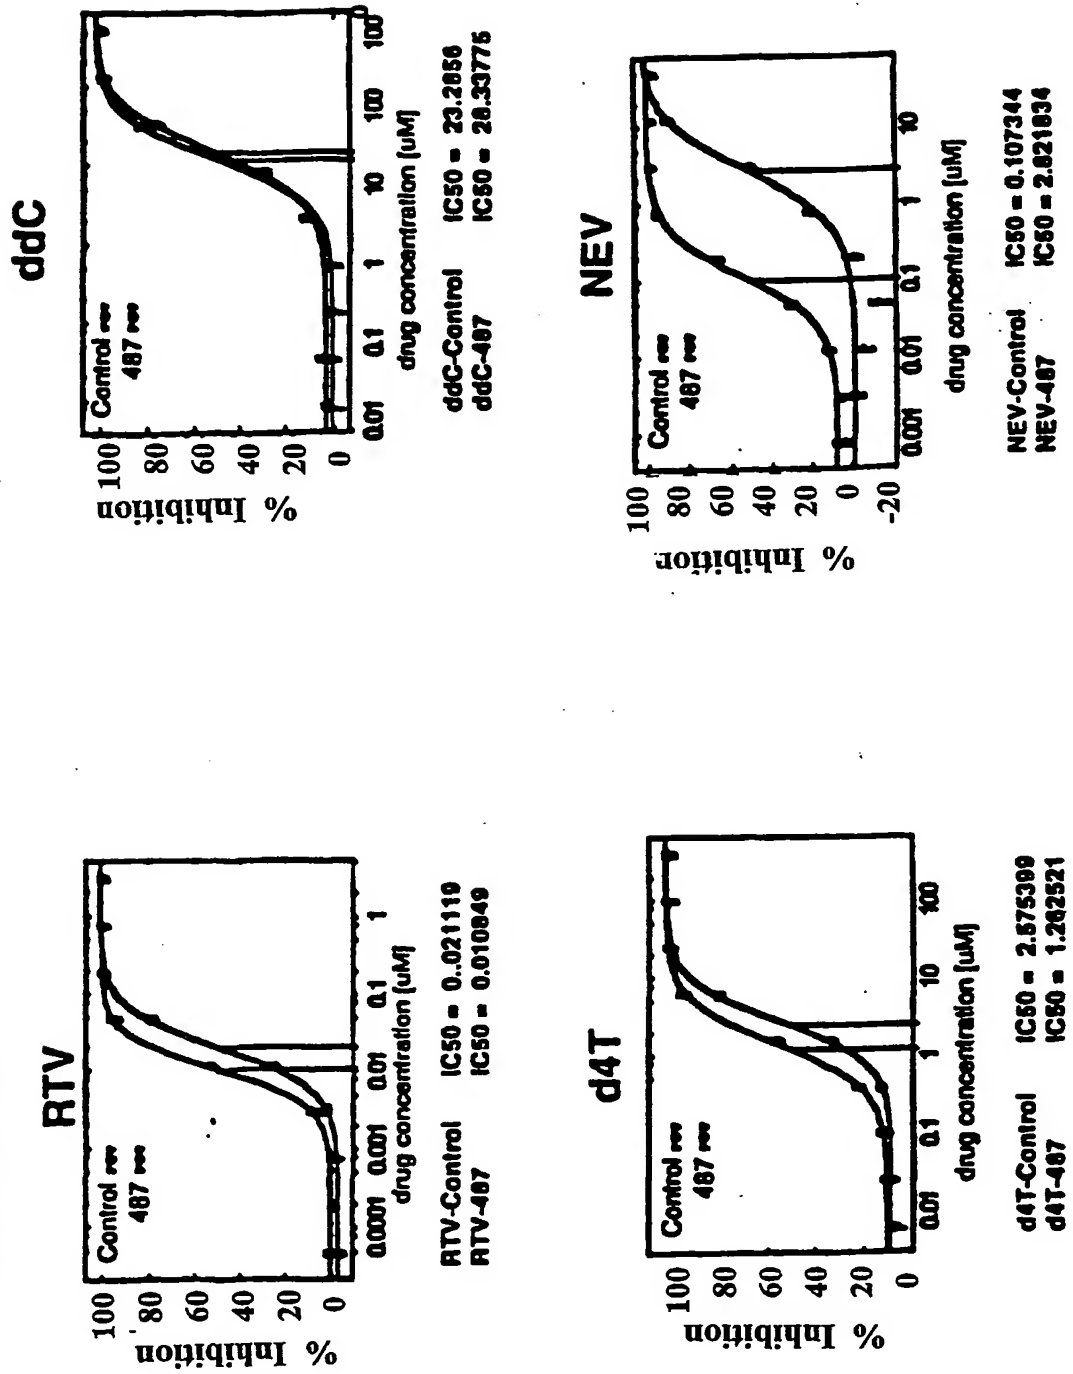 RTV
Control
487
% Inhibition
100
80
60
40
20
0
0.0001 0.001 0.01 0.1 1
drug concentration [uM]
RTV-Control IC50 = 0..021119
RTV-487 IC50 = 0.010849
ddC
Control
487
% Inhibition
100
80
60
40
20
0
0.01 0.1 1 10 100 100
0
drug concentration [uM]
ddC-Control IC50 = 23.2856
ddC-487 IC50 = 28.33775
d4T
Control
487
% Inhibition
100
80
60
40
20
0
0.01 0.1 1 10 100
drug concentration [uM]
d4T-Control IC50 = 2.575399
d4T-487 IC50 = 1.262521
NEV
Control
487
% Inhibition
100
80
60
40
20
0
-20
0.001 0.01 0.1 1 10
drug concentration [uM]
NEV-Control IC50 = 0.107344
NEV-487 IC50 = 2.821834